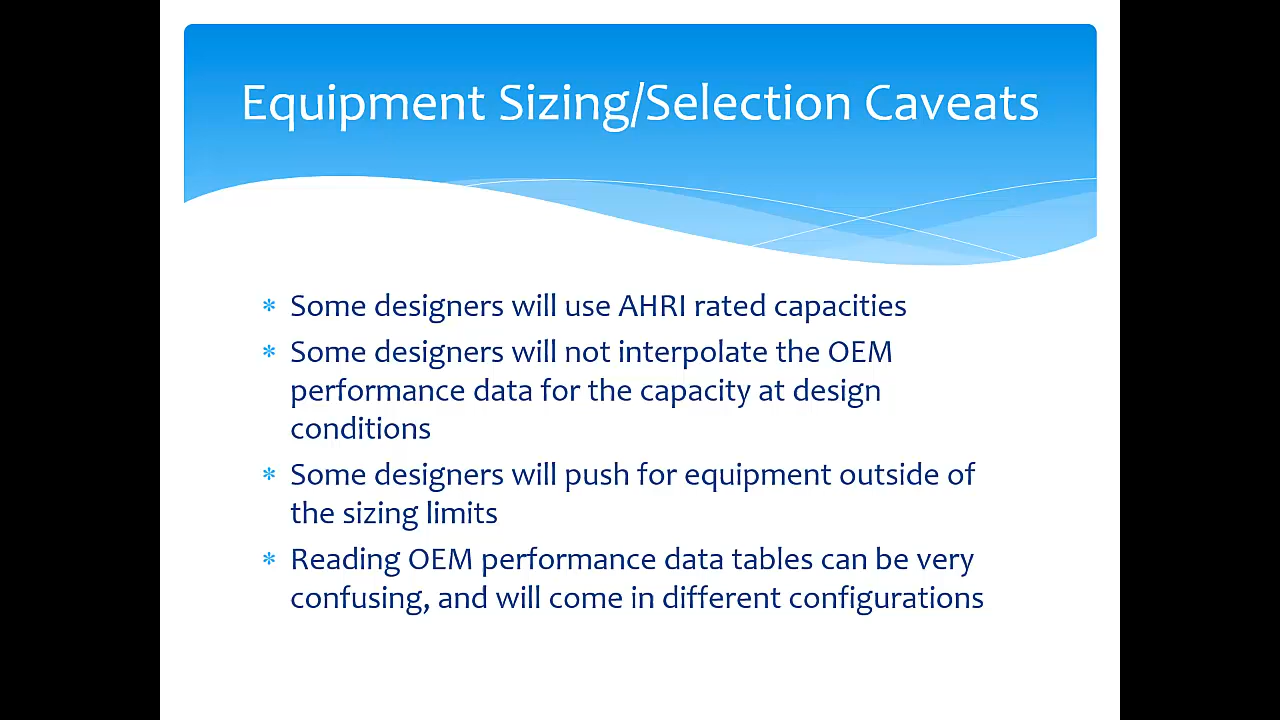 Equipment Sizing/Selection Caveats
* Some designers will use AHRI rated capacities
* Some designers will not interpolate the OEM
performance data for the capacity at design
conditions
* Some designers will push for equipment outside of
the sizing limits
* Reading OEM performance data tables can be very
confusing, and will come in different configurations